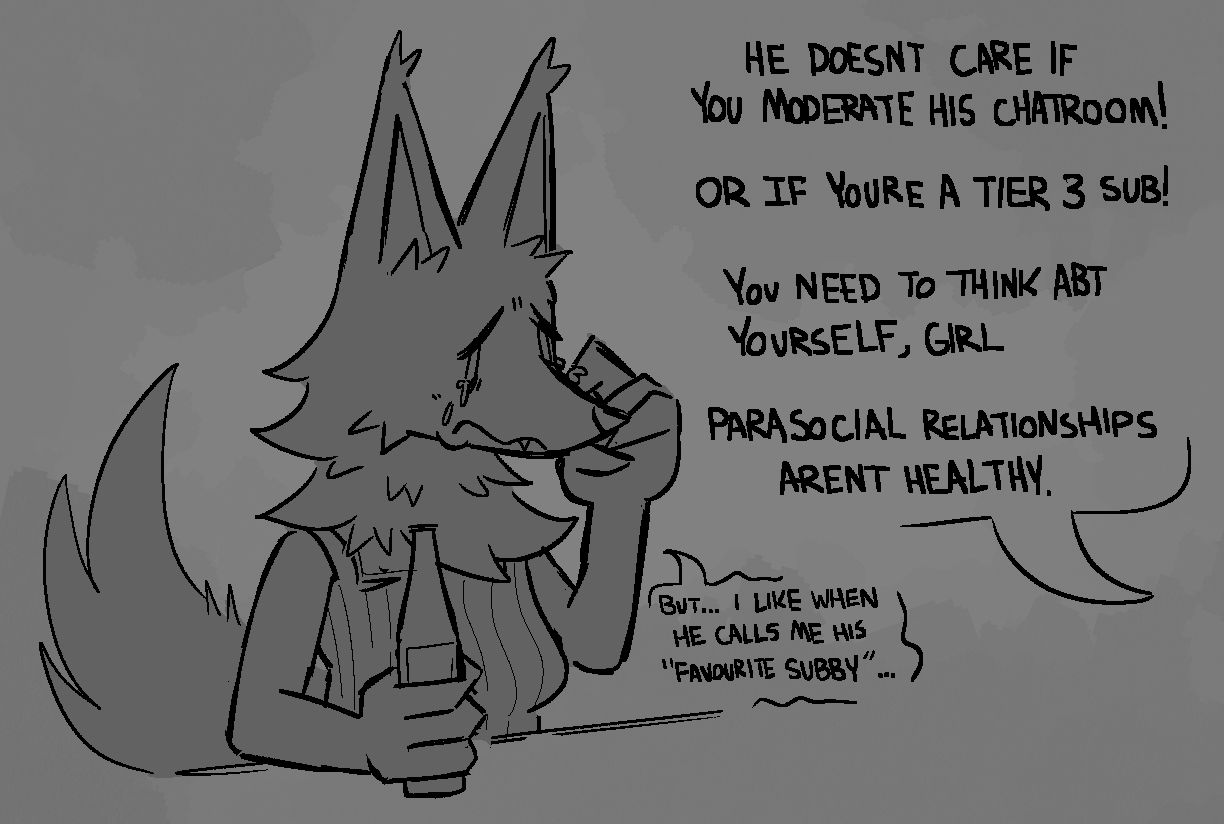 HE DOESNT CARE IF
YOU MODERATE HIS CHATROOM!
OR IF YOURE A TIER 3 SUB!
YOU NEED TO THINK ABT
YOURSELF, GIRL
PARASOCIAL RELATIONSHIPS
ARENT HEALTHY.
BUT... I LIKE WHEN
HE CALLS ME HIS
"FAVOURITE SUBBY"...